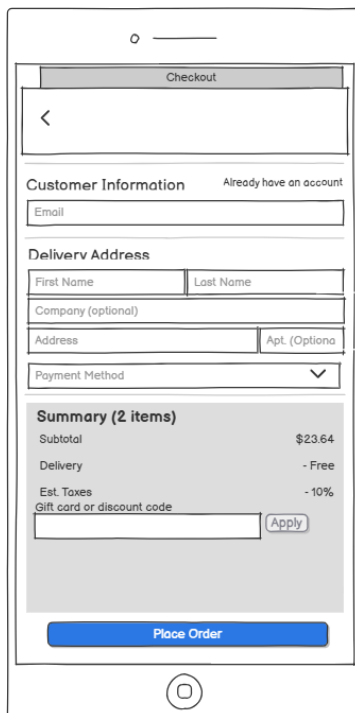 Checkout
Customer Information Already have an account
Email
Delivery Address
First Name Last Name
Company (optional)
Address Apt. (Optiona
Payment Method
Summary (2 items)
Subtotal $23.64
Delivery - Free
Est. Taxes - 10%
Gift card or discount code
Apply
Place Order